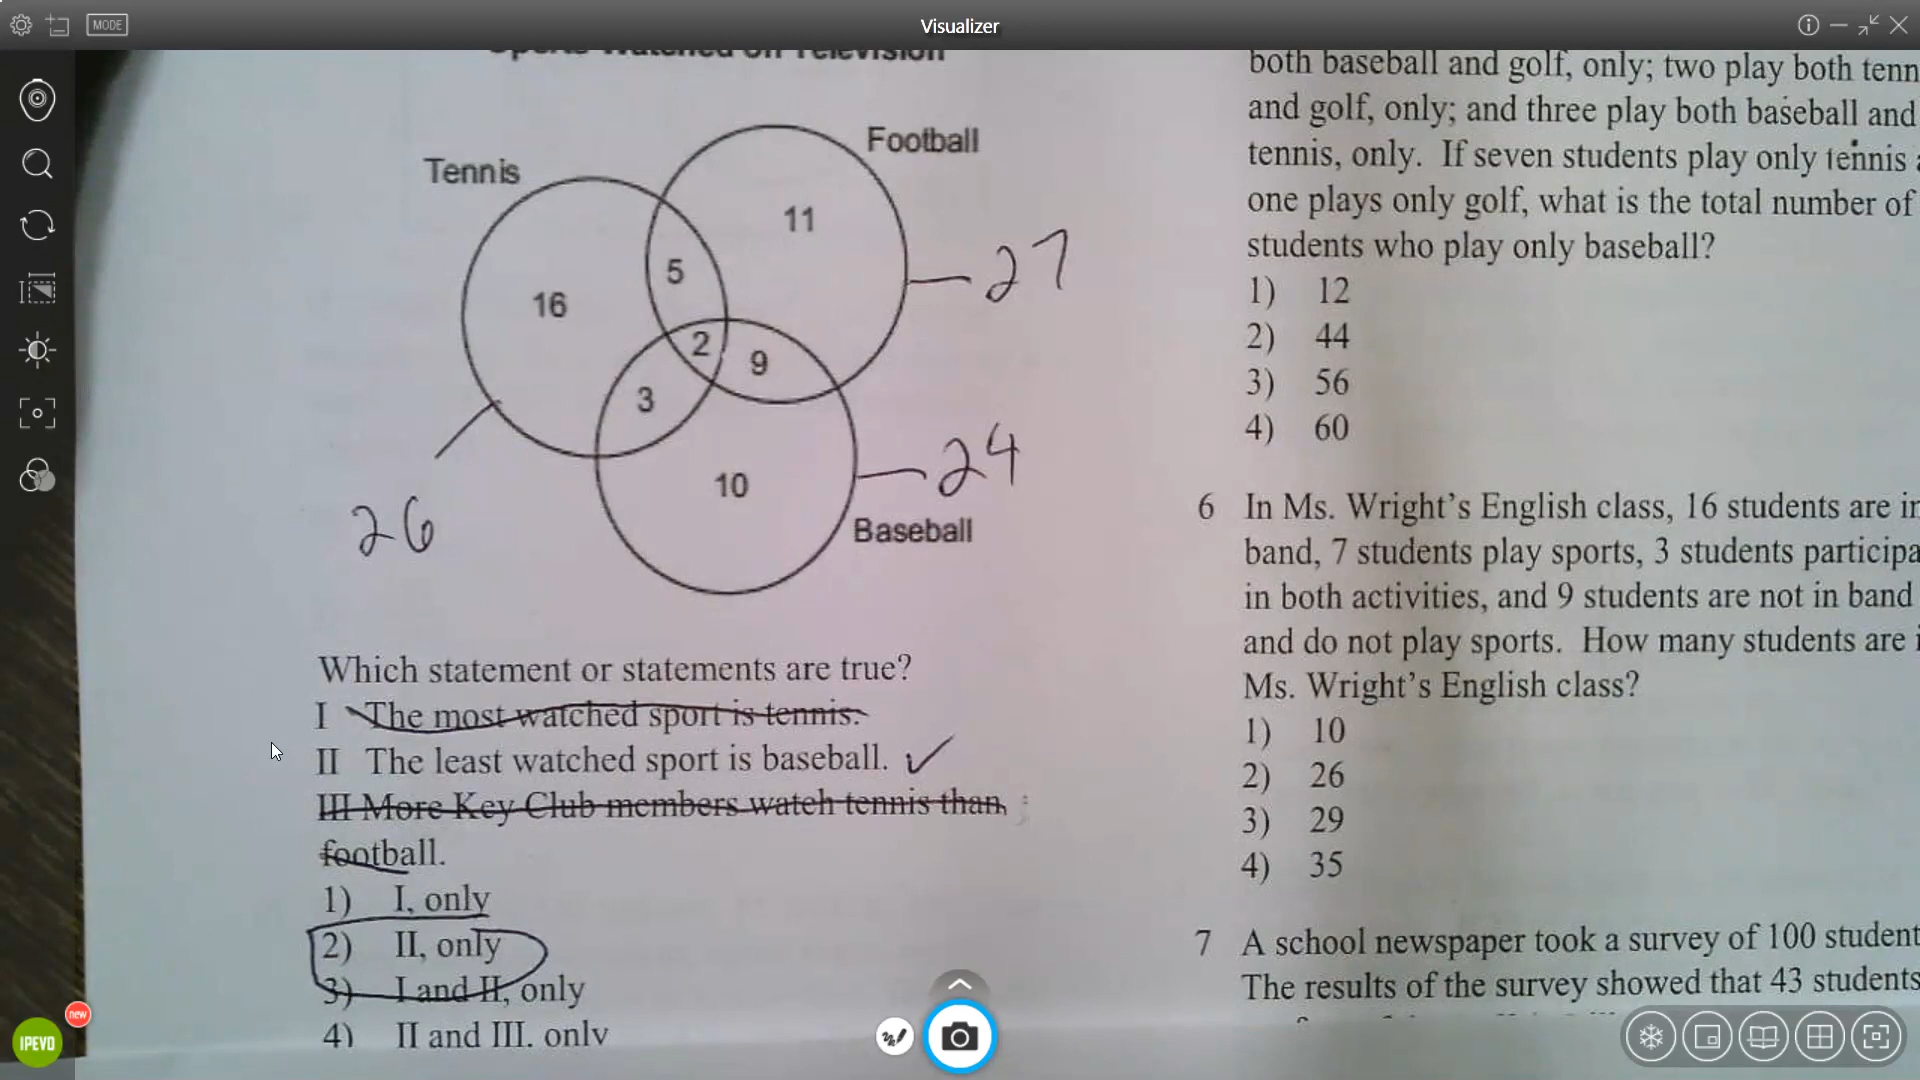 MODE
Visualizer
Sports Watched on Television
Tennis
Football
11
5
27
16
2
9
3
24
10
26
Baseball
Which statement or statements are true?
I The most watched sport is tennis.
II The least watched sport is baseball.
III More Key Club members watch tennis than
football.
1) I, only
2) II, only
3) I and II, only
4) II and III, only
both baseball and golf, only; two play both tenn
and golf, only; and three play both baseball and
tennis, only. If seven students play only tennis
one plays only golf, what is the total number of
students who play only baseball?
1) 12
2) 44
3) 56
4) 60
6 In Ms. Wright's English class, 16 students are in
band, 7 students play sports, 3 students participa
in both activities, and 9 students are not in band
and do not play sports. How many students are i
Ms. Wright's English class?
1) 10
2) 26
3) 29
4) 35
7 A school newspaper took a survey of 100 student
The results of the survey showed that 43 students
new
IPEVO